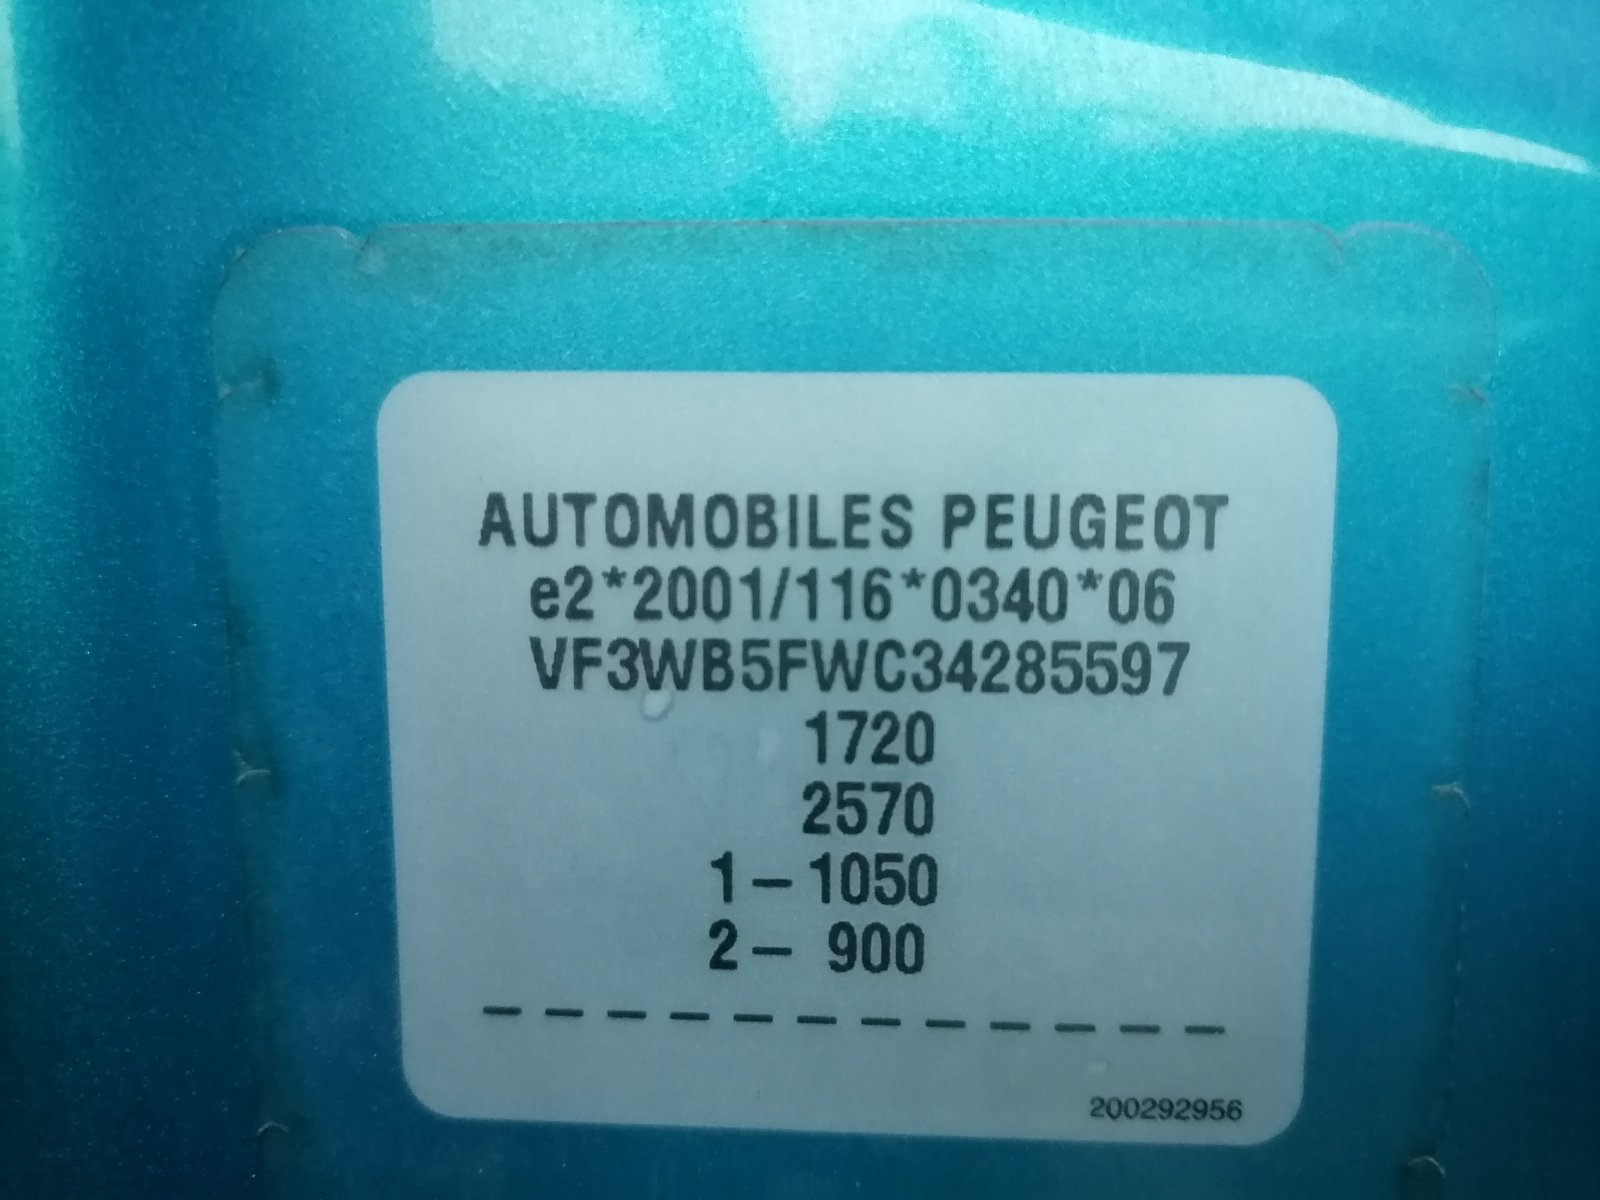 AUTOMOBILES PEUGEOT
e2*2001/116*0340*06
VF3WB5FWC34285597
1720
2570
1– 1050
2– 900
– – – – – – – – – – – –
200292956